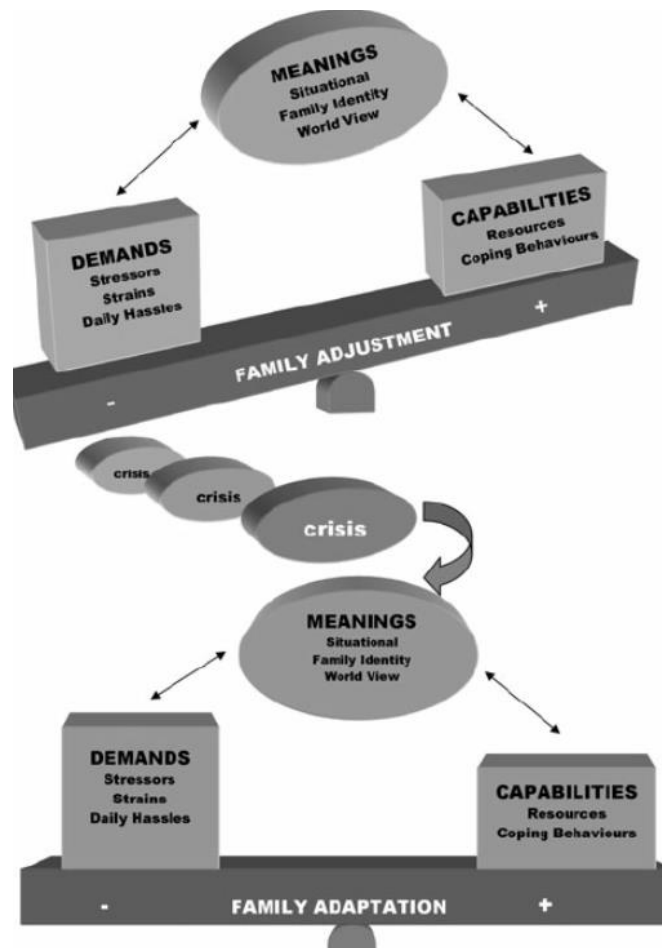 MEANINGS
Situational
Family Identity
World View
CAPABILITIES
Resources
Coping Behaviours
DEMANDS
Stressors
Strains
Daily Hassles
- FAMILY ADJUSTMENT +
crisis
crisis
crisis
MEANINGS
Situational
Family Identity
World View
DEMANDS
Stressors
Strains
Daily Hassles
CAPABILITIES
Resources
Coping Behaviours
- FAMILY ADAPTATION +